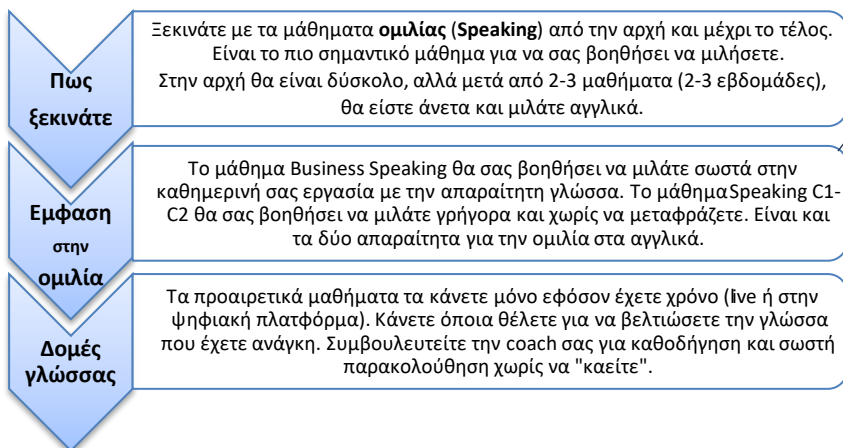 Πως
ξεκινάτε
Ξεκινάτε με τα μάθηματα ομιλίας (Speaking) από την αρχή και μέχρι το τέλος.
Είναι το πιο σημαντικό μάθημα για να σας βοηθήσει να μιλήσετε.
Στην αρχή θα είναι δύσκολο, αλλά μετά από 2-3 μαθήματα (2-3 εβδομάδες),
θα είστε άνετα και μιλάτε αγγλικά.
Εμφαση
στην
ομιλία
Το μάθημα Business Speaking θα σας βοηθήσει να μιλάτε σωστά στην
καθημερινή σας εργασία με την απαραίτητη γλώσσα. Το μάθημα Speaking C1-
C2 θα σας βοηθήσει να μιλάτε γρήγορα και χωρίς να μεταφράζετε. Είναι και
τα δύο απαραίτητα για την ομιλία στα αγγλικά.
Δομές
γλώσσας
Τα προαιρετικά μαθήματα τα κάνετε μόνο εφόσον έχετε χρόνο (live ή στην
ψηφιακή πλατφόρμα). Κάνετε όποια θέλετε για να βελτιώσετε την γλώσσα
που έχετε ανάγκη. Συμβουλευτείτε την coach σας για καθοδήγηση και σωστή
παρακολούθηση χωρίς να "καείτε".